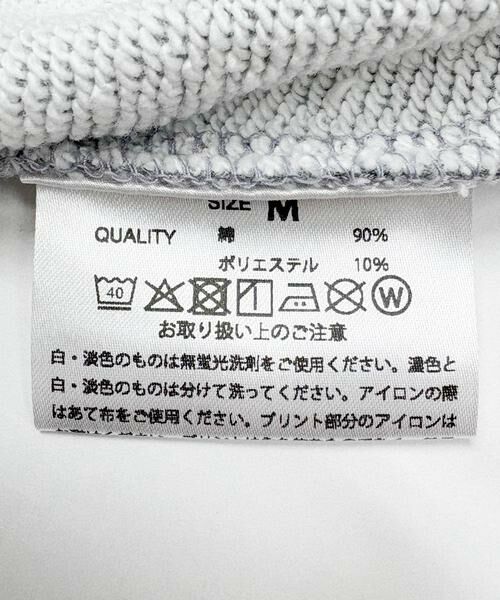 SIZE M
QUALITY 綿 90%
ポリエステル 10%
40 W
お取り扱い上のご注意
白・淡色のものは無蛍光洗剤をご使用ください。濃色と
白・淡色のものは分けて洗ってください。アイロンの際
はあて布をご使用ください。プリント部分のアイロンは